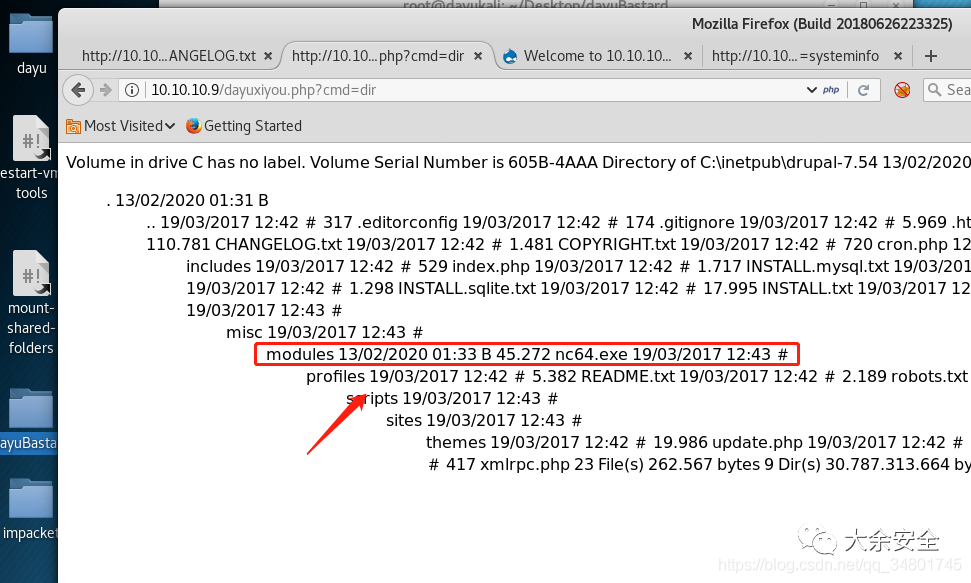 root@dayukali: ~/Desktop/dayuBastard
Mozilla Firefox (Build 20180626223325)
dayu
http://10.10...ANGELOG.txt × http://10.10...php?cmd=dir × Welcome to 10.10.10... × http://10.10...=systeminfo × +
10.10.10.9/dayuxiyou.php?cmd=dir php Sea
Most Visited Getting Started
#!
estart-vm
tools
Volume in drive C has no label. Volume Serial Number is 605B-4AAA Directory of C:\inetpub\drupal-7.54 13/02/2020
. 13/02/2020 01:31 B
.. 19/03/2017 12:42 # 317 .editorconfig 19/03/2017 12:42 # 174 .gitignore 19/03/2017 12:42 # 5.969 .ht
110.781 CHANGELOG.txt 19/03/2017 12:42 # 1.481 COPYRIGHT.txt 19/03/2017 12:42 # 720 cron.php 12
includes 19/03/2017 12:42 # 529 index.php 19/03/2017 12:42 # 1.717 INSTALL.mysql.txt 19/03/201
19/03/2017 12:42 # 1.298 INSTALL.sqlite.txt 19/03/2017 12:42 # 17.995 INSTALL.txt 19/03/2017 12
19/03/2017 12:43 #
misc 19/03/2017 12:43 #
modules 13/02/2020 01:33 B 45.272 nc64.exe 19/03/2017 12:43 #
profiles 19/03/2017 12:42 # 5.382 README.txt 19/03/2017 12:42 # 2.189 robots.txt
scripts 19/03/2017 12:43 #
sites 19/03/2017 12:43 #
themes 19/03/2017 12:42 # 19.986 update.php 19/03/2017 12:42 #
# 417 xmlrpc.php 23 File(s) 262.567 bytes 9 Dir(s) 30.787.313.664 by
#!
mount-
shared-
folders
ayuBasta
impacket
大余安全
https://blog.csdn.net/qq_34801745